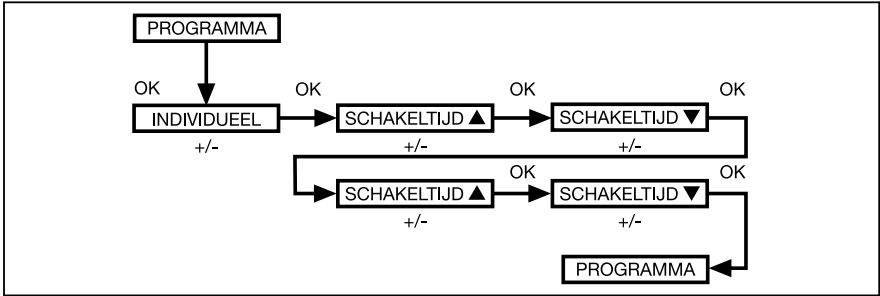 PROGRAMMA
OK OK OK OK
INDIVIDUEEL SCHAKELTIJD ▲ SCHAKELTIJD ▼
+/- +/- +/-
OK OK
SCHAKELTIJD ▲ SCHAKELTIJD ▼
+/- +/-
PROGRAMMA